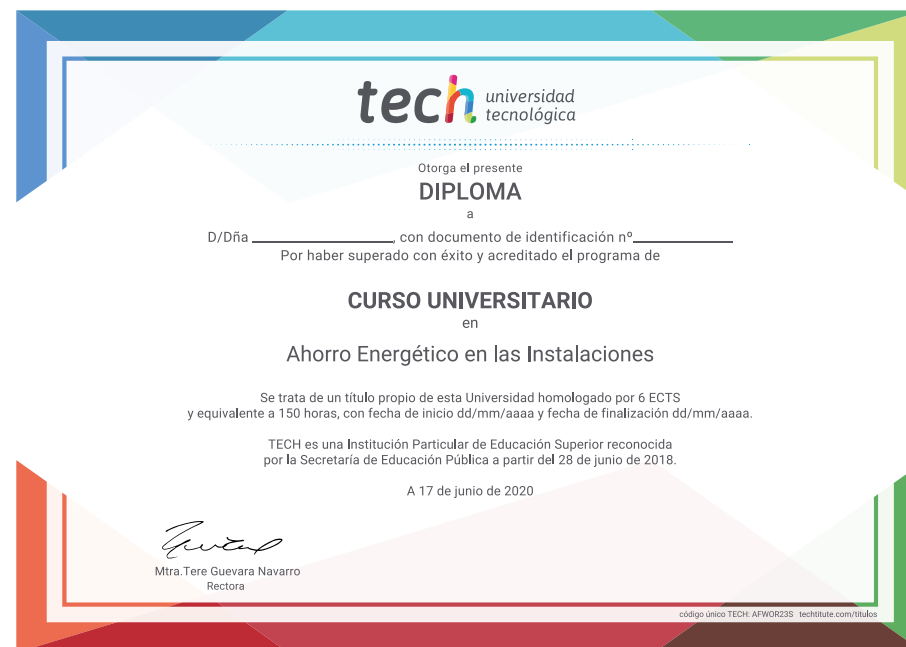 tech universidad
tecnológica
Otorga el presente
DIPLOMA
a
D/Dña ____________________, con documento de identificación nº______________
Por haber superado con éxito y acreditado el programa de
CURSO UNIVERSITARIO
en
Ahorro Energético en las Instalaciones
Se trata de un título propio de esta Universidad homologado por 6 ECTS
y equivalente a 150 horas, con fecha de inicio dd/mm/aaaa y fecha de finalización dd/mm/aaaa.
TECH es una Institución Particular de Educación Superior reconocida
por la Secretaría de Educación Pública a partir del 28 de junio de 2018.
A 17 de junio de 2020
Mtra.Tere Guevara Navarro
Rectora
código único TECH: AFWOR23S techtitute.com/titulos